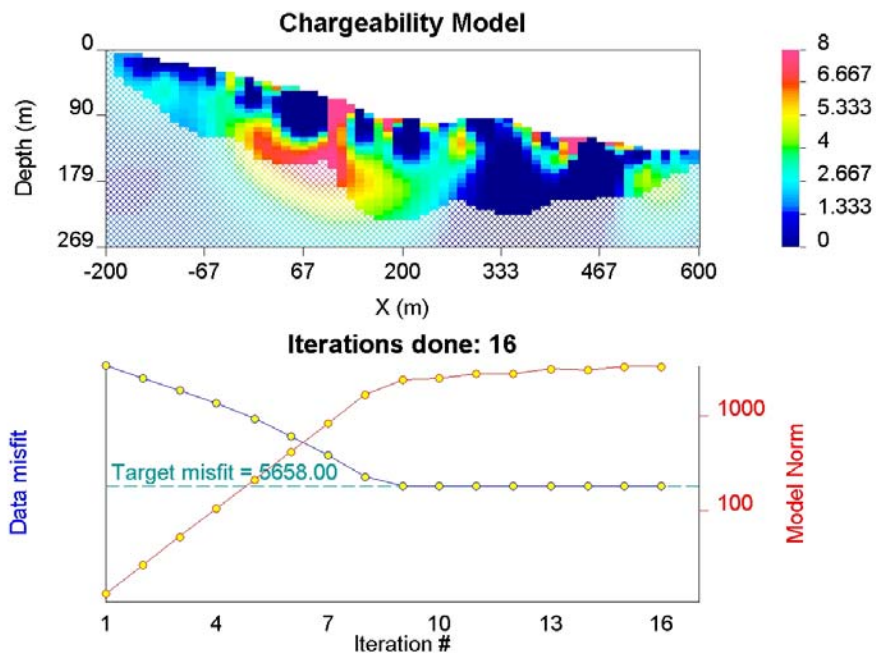 Chargeability Model
0
90
179
269
Depth (m)
-200 -67 67 200 333 467 600
X (m)
8
6.667
5.333
4
2.667
1.333
0
Iterations done: 16
Data misfit
Target misfit = 5658.00
1000
100
Model Norm
1 4 7 10 13 16
Iteration #